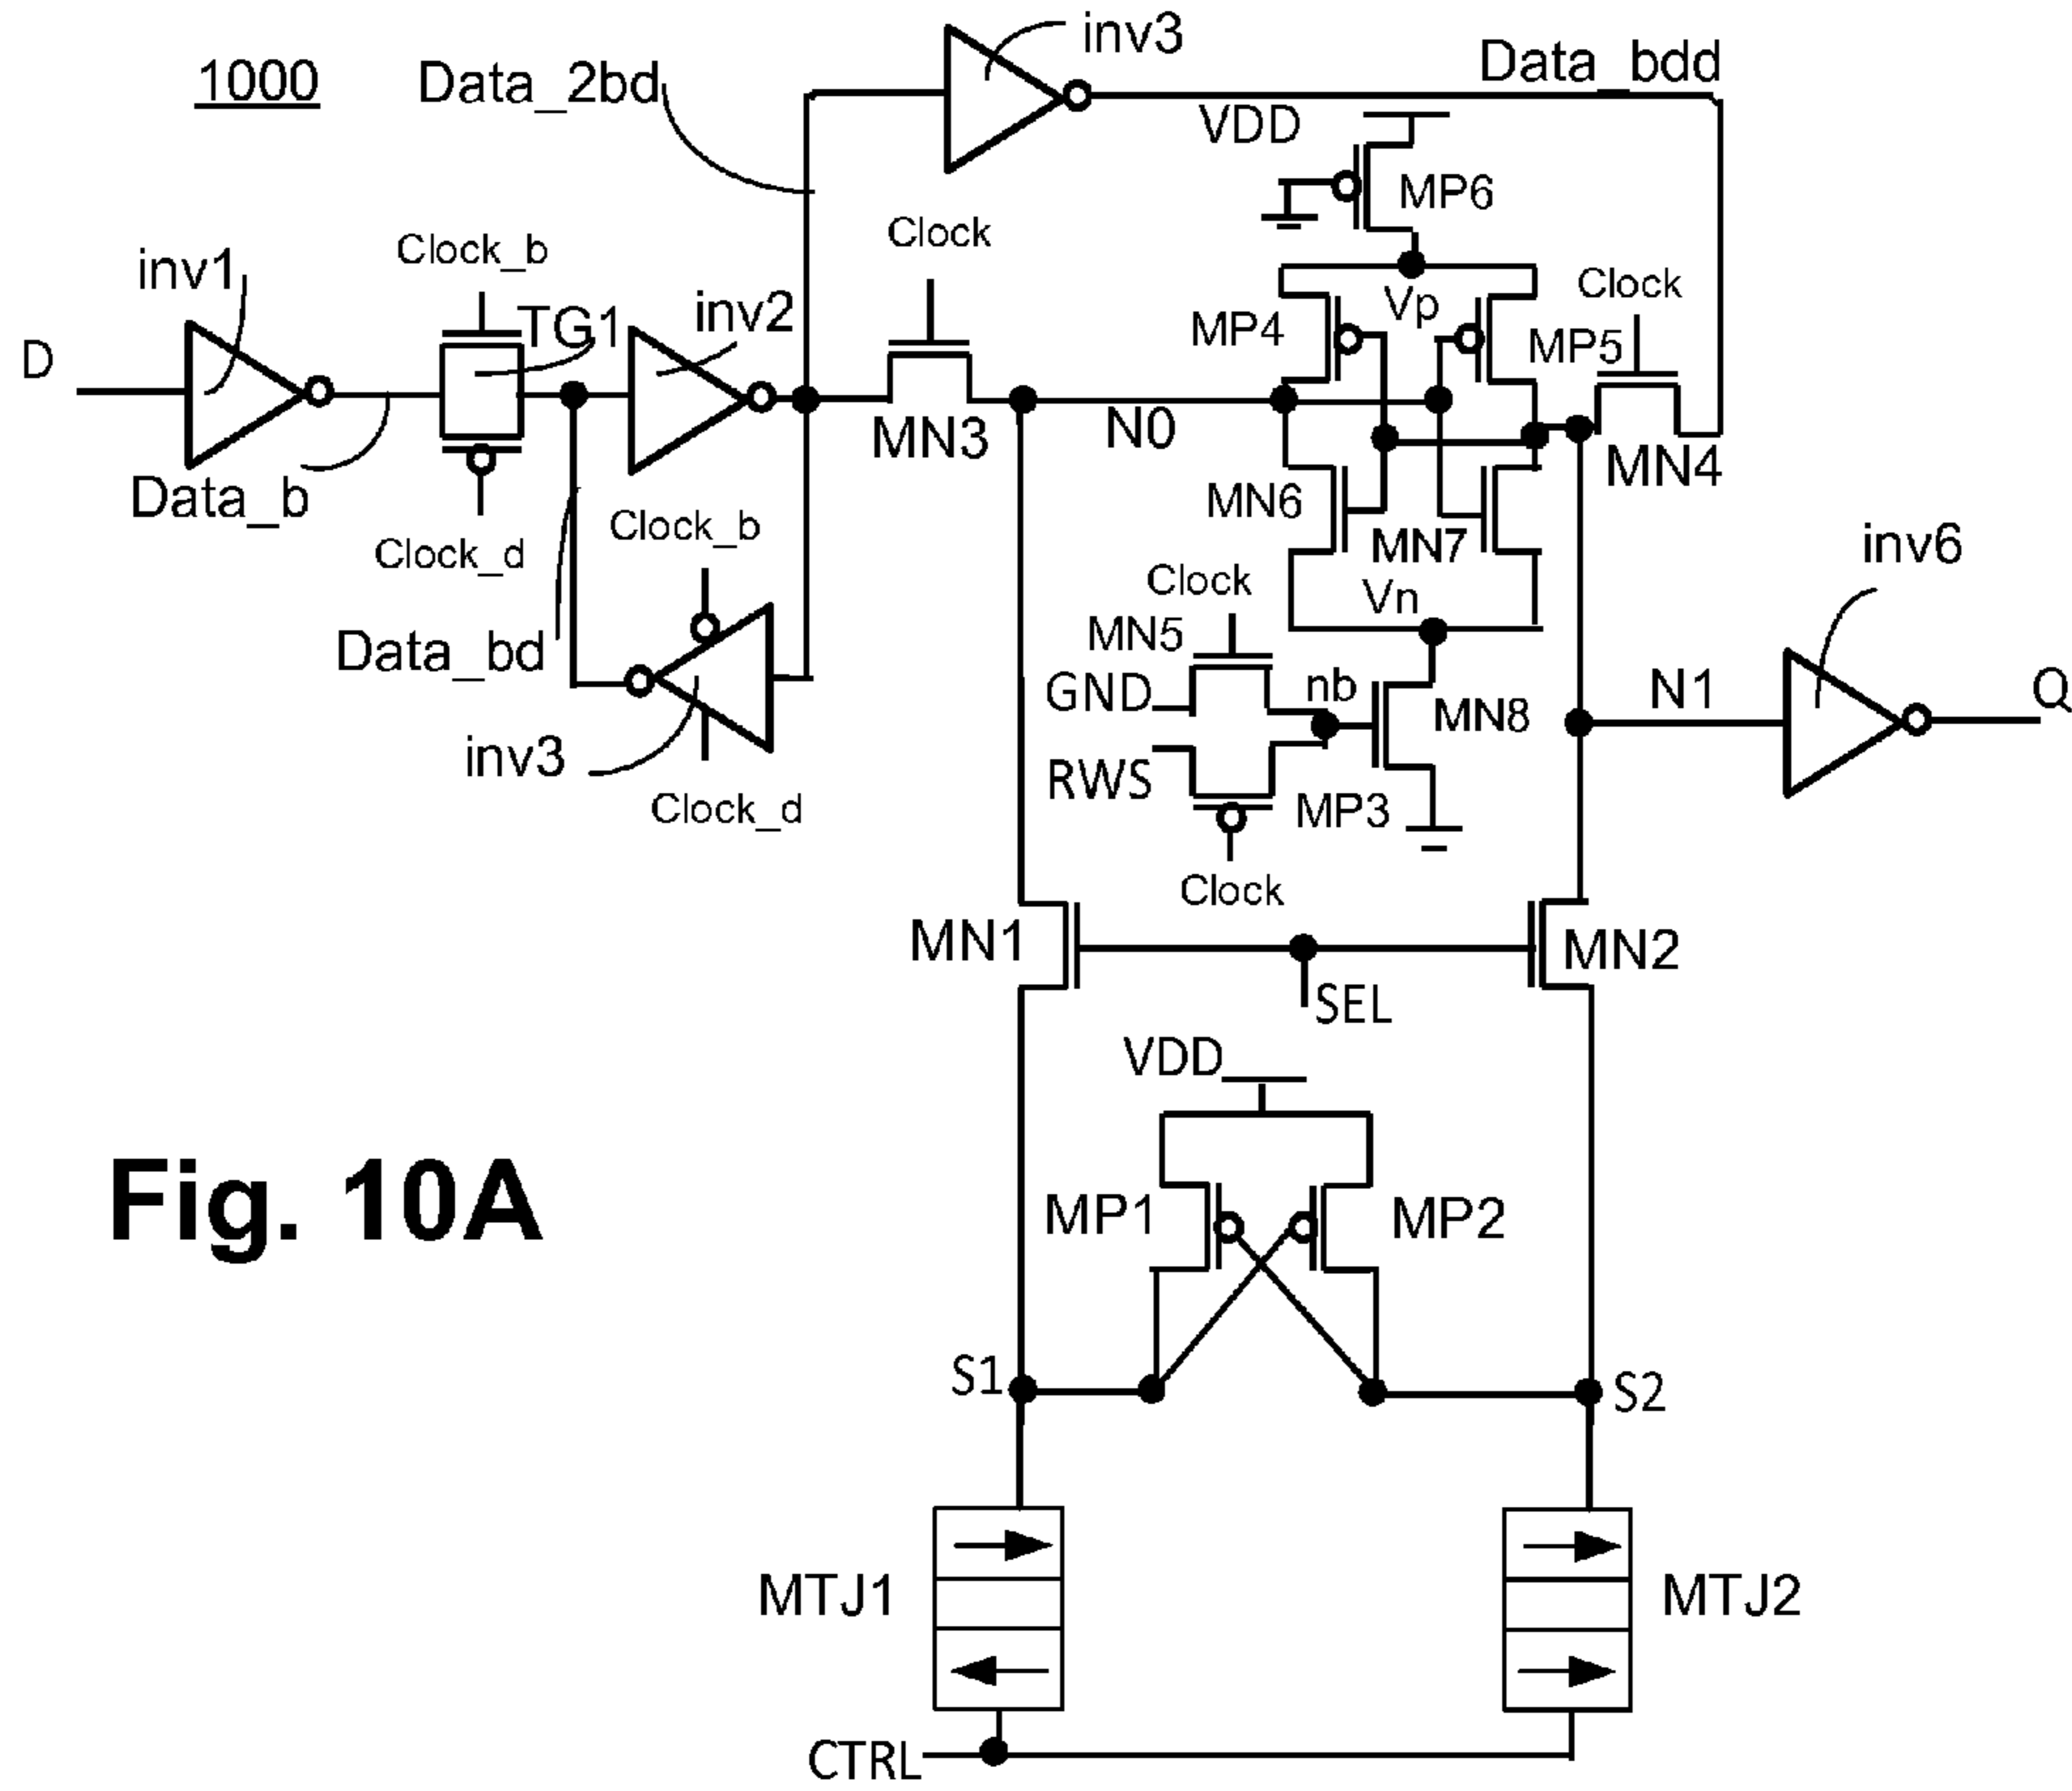 inv3
1000
Data_2bd
Data_bdd
VDD
MP6
Clock
Clock_b
inv1
TG1
inv2
Clock
D
MP4
Vp
MP5
MN3
N0
MN4
Data_b
Clock_d
Clock_b
MN6
MN7
inv6
Clock
Vn
MN5
Data_bd
GND
nb
MN8
N1
Q
inv3
RWS
MP3
Clock_d
Clock
MN1
MN2
SEL
VDD
Fig. 10A
MP1
MP2
S1
S2
MTJ1
MTJ2
CTRL